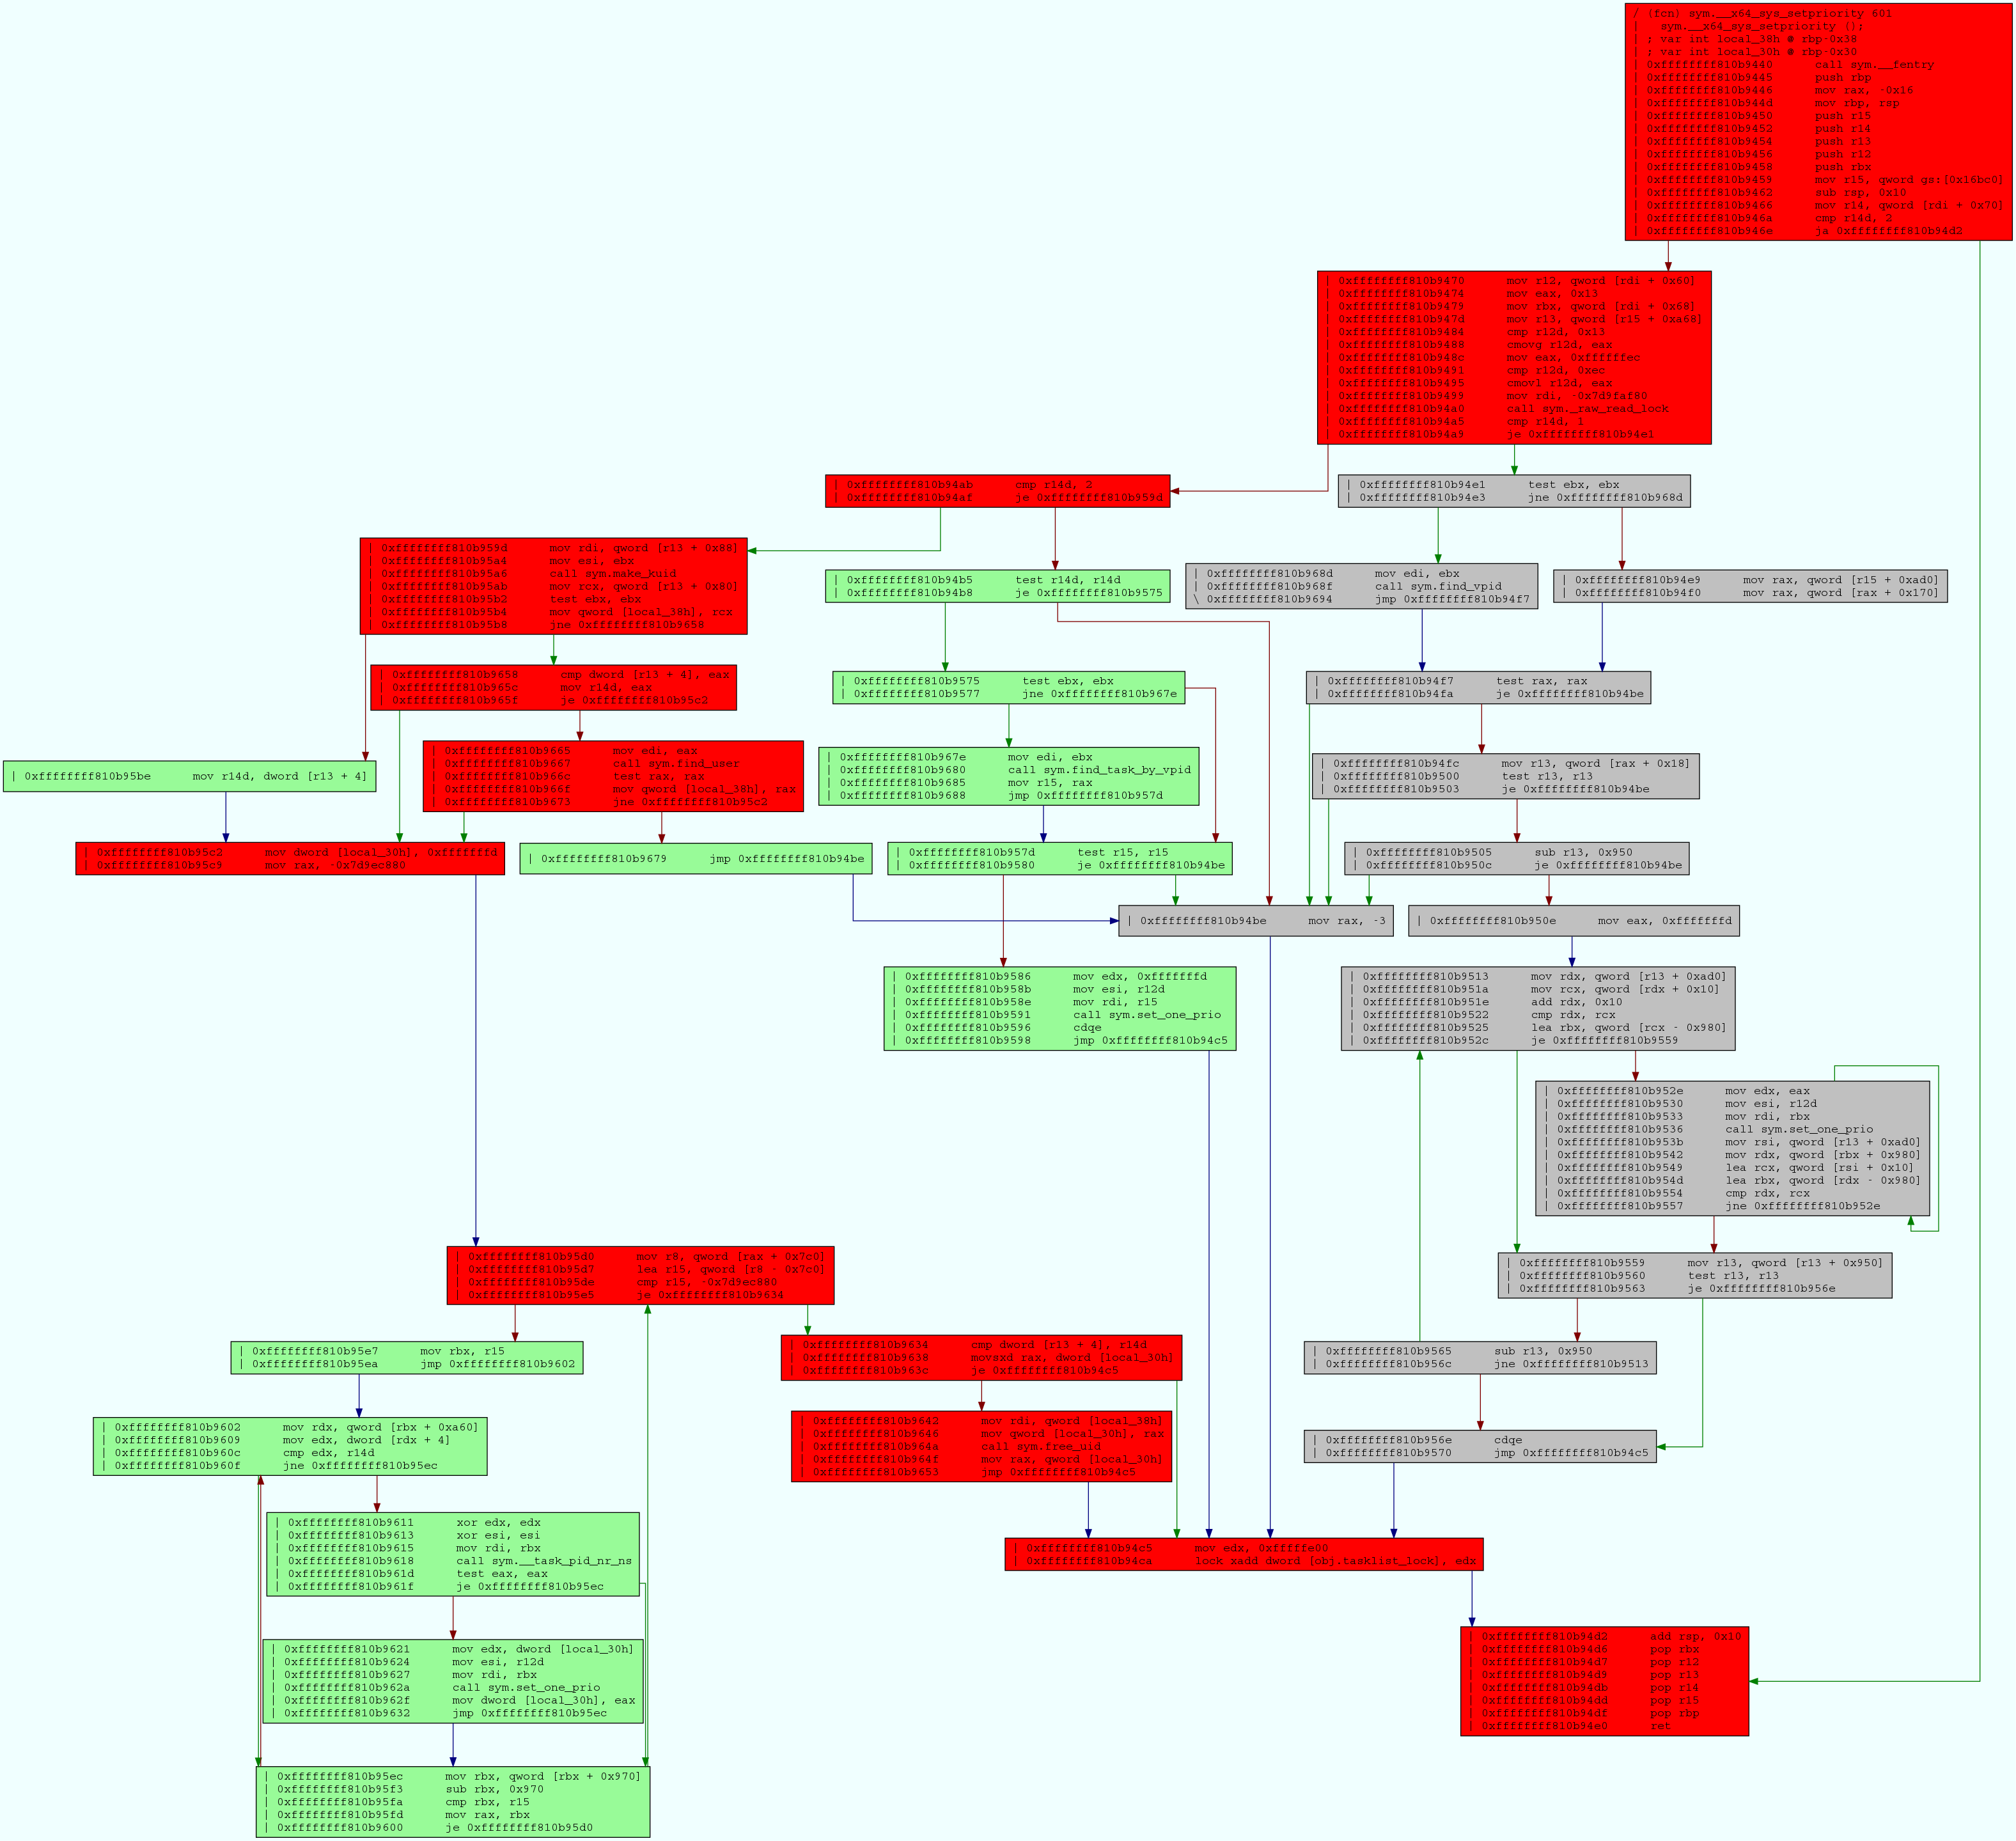 / (fcn) sym.__x64_sys_setpriority 601
|   sym.__x64_sys_setpriority ();
| ; var int local_38h @ rbp-0x38
| ; var int local_30h @ rbp-0x30
| 0xffffffff810b9440      call sym.__fentry
| 0xffffffff810b9445      push rbp
| 0xffffffff810b9446      mov rax, -0x16
| 0xffffffff810b944d      mov rbp, rsp
| 0xffffffff810b9450      push r15
| 0xffffffff810b9452      push r14
| 0xffffffff810b9454      push r13
| 0xffffffff810b9456      push r12
| 0xffffffff810b9458      push rbx
| 0xffffffff810b9459      mov r15, qword gs:[0x16bc0]
| 0xffffffff810b9462      sub rsp, 0x10
| 0xffffffff810b9466      mov r14, qword [rdi + 0x70]
| 0xffffffff810b946a      cmp r14d, 2
| 0xffffffff810b946e      ja 0xffffffff810b94d2
| 0xffffffff810b9470      mov r12, qword [rdi + 0x60]
| 0xffffffff810b9474      mov eax, 0x13
| 0xffffffff810b9479      mov rbx, qword [rdi + 0x68]
| 0xffffffff810b947d      mov r13, qword [r15 + 0xa68]
| 0xffffffff810b9484      cmp r12d, 0x13
| 0xffffffff810b9488      cmovg r12d, eax
| 0xffffffff810b948c      mov eax, 0xffffffec
| 0xffffffff810b9491      cmp r12d, 0xec
| 0xffffffff810b9495      cmovl r12d, eax
| 0xffffffff810b9499      mov rdi, -0x7d9faf80
| 0xffffffff810b94a0      call sym._raw_read_lock
| 0xffffffff810b94a5      cmp r14d, 1
| 0xffffffff810b94a9      je 0xffffffff810b94e1
| 0xffffffff810b94ab      cmp r14d, 2
| 0xffffffff810b94af      je 0xffffffff810b959d
| 0xffffffff810b94e1      test ebx, ebx
| 0xffffffff810b94e3      jne 0xffffffff810b968d
| 0xffffffff810b959d      mov rdi, qword [r13 + 0x88]
| 0xffffffff810b95a4      mov esi, ebx
| 0xffffffff810b95a6      call sym.make_kuid
| 0xffffffff810b95ab      mov rcx, qword [r13 + 0x80]
| 0xffffffff810b95b2      test ebx, ebx
| 0xffffffff810b95b4      mov qword [local_38h], rcx
| 0xffffffff810b95b8      jne 0xffffffff810b9658
| 0xffffffff810b94b5      test r14d, r14d
| 0xffffffff810b94b8      je 0xffffffff810b9575
| 0xffffffff810b968d      mov edi, ebx
| 0xffffffff810b968f      call sym.find_vpid
\ 0xffffffff810b9694      jmp 0xffffffff810b94f7
| 0xffffffff810b94e9      mov rax, qword [r15 + 0xad0]
| 0xffffffff810b94f0      mov rax, qword [rax + 0x170]
| 0xffffffff810b9658      cmp dword [r13 + 4], eax
| 0xffffffff810b965c      mov r14d, eax
| 0xffffffff810b965f      je 0xffffffff810b95c2
| 0xffffffff810b9575      test ebx, ebx
| 0xffffffff810b9577      jne 0xffffffff810b967e
| 0xffffffff810b94f7      test rax, rax
| 0xffffffff810b94fa      je 0xffffffff810b94be
| 0xffffffff810b95be      mov r14d, dword [r13 + 4]
| 0xffffffff810b9665      mov edi, eax
| 0xffffffff810b9667      call sym.find_user
| 0xffffffff810b966c      test rax, rax
| 0xffffffff810b966f      mov qword [local_38h], rax
| 0xffffffff810b9673      jne 0xffffffff810b95c2
| 0xffffffff810b967e      mov edi, ebx
| 0xffffffff810b9680      call sym.find_task_by_vpid
| 0xffffffff810b9685      mov r15, rax
| 0xffffffff810b9688      jmp 0xffffffff810b957d
| 0xffffffff810b94fc      mov r13, qword [rax + 0x18]
| 0xffffffff810b9500      test r13, r13
| 0xffffffff810b9503      je 0xffffffff810b94be
| 0xffffffff810b95c2      mov dword [local_30h], 0xfffffffd
| 0xffffffff810b95c9      mov rax, -0x7d9ec880
| 0xffffffff810b9679      jmp 0xffffffff810b94be
| 0xffffffff810b957d      test r15, r15
| 0xffffffff810b9580      je 0xffffffff810b94be
| 0xffffffff810b9505      sub r13, 0x950
| 0xffffffff810b950c      je 0xffffffff810b94be
| 0xffffffff810b94be      mov rax, -3
| 0xffffffff810b950e      mov eax, 0xfffffffd
| 0xffffffff810b9586      mov edx, 0xfffffffd
| 0xffffffff810b958b      mov esi, r12d
| 0xffffffff810b958e      mov rdi, r15
| 0xffffffff810b9591      call sym.set_one_prio
| 0xffffffff810b9596      cdqe
| 0xffffffff810b9598      jmp 0xffffffff810b94c5
| 0xffffffff810b9513      mov rdx, qword [r13 + 0xad0]
| 0xffffffff810b951a      mov rcx, qword [rdx + 0x10]
| 0xffffffff810b951e      add rdx, 0x10
| 0xffffffff810b9522      cmp rdx, rcx
| 0xffffffff810b9525      lea rbx, qword [rcx - 0x980]
| 0xffffffff810b952c      je 0xffffffff810b9559
| 0xffffffff810b952e      mov edx, eax
| 0xffffffff810b9530      mov esi, r12d
| 0xffffffff810b9533      mov rdi, rbx
| 0xffffffff810b9536      call sym.set_one_prio
| 0xffffffff810b953b      mov rsi, qword [r13 + 0xad0]
| 0xffffffff810b9542      mov rdx, qword [rbx + 0x980]
| 0xffffffff810b9549      lea rcx, qword [rsi + 0x10]
| 0xffffffff810b954d      lea rbx, qword [rdx - 0x980]
| 0xffffffff810b9554      cmp rdx, rcx
| 0xffffffff810b9557      jne 0xffffffff810b952e
| 0xffffffff810b95d0      mov r8, qword [rax + 0x7c0]
| 0xffffffff810b95d7      lea r15, qword [r8 - 0x7c0]
| 0xffffffff810b95de      cmp r15, -0x7d9ec880
| 0xffffffff810b95e5      je 0xffffffff810b9634
| 0xffffffff810b9559      mov r13, qword [r13 + 0x950]
| 0xffffffff810b9560      test r13, r13
| 0xffffffff810b9563      je 0xffffffff810b956e
| 0xffffffff810b95e7      mov rbx, r15
| 0xffffffff810b95ea      jmp 0xffffffff810b9602
| 0xffffffff810b9634      cmp dword [r13 + 4], r14d
| 0xffffffff810b9638      movsxd rax, dword [local_30h]
| 0xffffffff810b963c      je 0xffffffff810b94c5
| 0xffffffff810b9565      sub r13, 0x950
| 0xffffffff810b956c      jne 0xffffffff810b9513
| 0xffffffff810b9602      mov rdx, qword [rbx + 0xa60]
| 0xffffffff810b9609      mov edx, dword [rdx + 4]
| 0xffffffff810b960c      cmp edx, r14d
| 0xffffffff810b960f      jne 0xffffffff810b95ec
| 0xffffffff810b9642      mov rdi, qword [local_38h]
| 0xffffffff810b9646      mov qword [local_30h], rax
| 0xffffffff810b964a      call sym.free_uid
| 0xffffffff810b964f      mov rax, qword [local_30h]
| 0xffffffff810b9653      jmp 0xffffffff810b94c5
| 0xffffffff810b956e      cdqe
| 0xffffffff810b9570      jmp 0xffffffff810b94c5
| 0xffffffff810b9611      xor edx, edx
| 0xffffffff810b9613      xor esi, esi
| 0xffffffff810b9615      mov rdi, rbx
| 0xffffffff810b9618      call sym.__task_pid_nr_ns
| 0xffffffff810b961d      test eax, eax
| 0xffffffff810b961f      je 0xffffffff810b95ec
| 0xffffffff810b94c5      mov edx, 0xfffffe00
| 0xffffffff810b94ca      lock xadd dword [obj.tasklist_lock], edx
| 0xffffffff810b9621      mov edx, dword [local_30h]
| 0xffffffff810b9624      mov esi, r12d
| 0xffffffff810b9627      mov rdi, rbx
| 0xffffffff810b962a      call sym.set_one_prio
| 0xffffffff810b962f      mov dword [local_30h], eax
| 0xffffffff810b9632      jmp 0xffffffff810b95ec
| 0xffffffff810b94d2      add rsp, 0x10
| 0xffffffff810b94d6      pop rbx
| 0xffffffff810b94d7      pop r12
| 0xffffffff810b94d9      pop r13
| 0xffffffff810b94db      pop r14
| 0xffffffff810b94dd      pop r15
| 0xffffffff810b94df      pop rbp
| 0xffffffff810b94e0      ret
| 0xffffffff810b95ec      mov rbx, qword [rbx + 0x970]
| 0xffffffff810b95f3      sub rbx, 0x970
| 0xffffffff810b95fa      cmp rbx, r15
| 0xffffffff810b95fd      mov rax, rbx
| 0xffffffff810b9600      je 0xffffffff810b95d0